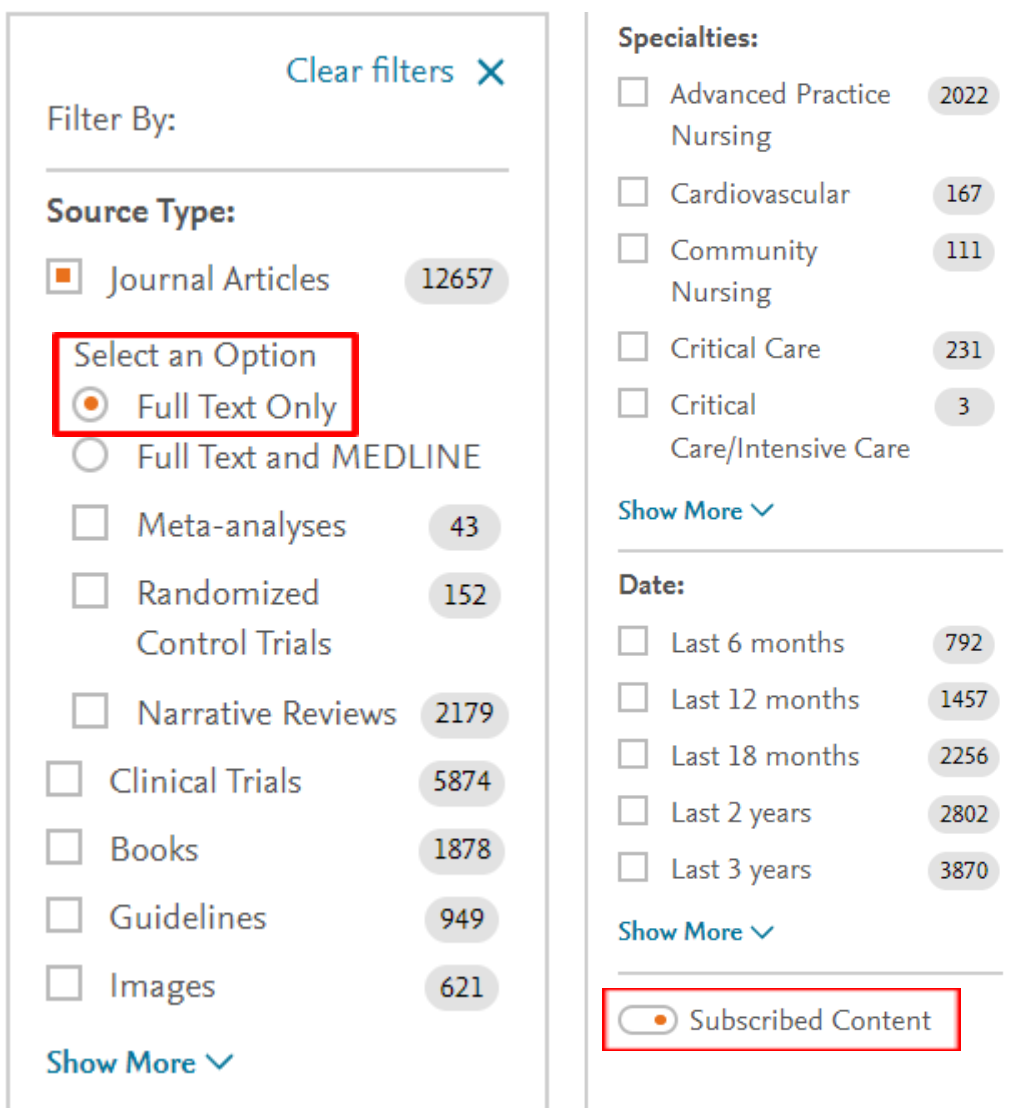 Clear filters ✕
Filter By:
Source Type:
Journal Articles 12657
Select an Option
Full Text Only
Full Text and MEDLINE
Meta-analyses 43
Randomized 152
Control Trials
Narrative Reviews 2179
Clinical Trials 5874
Books 1878
Guidelines 949
Images 621
Show More
Specialties:
Advanced Practice 2022
Nursing
Cardiovascular 167
Community 111
Nursing
Critical Care 231
Critical 3
Care/Intensive Care
Show More
Date:
Last 6 months 792
Last 12 months 1457
Last 18 months 2256
Last 2 years 2802
Last 3 years 3870
Show More
Subscribed Content